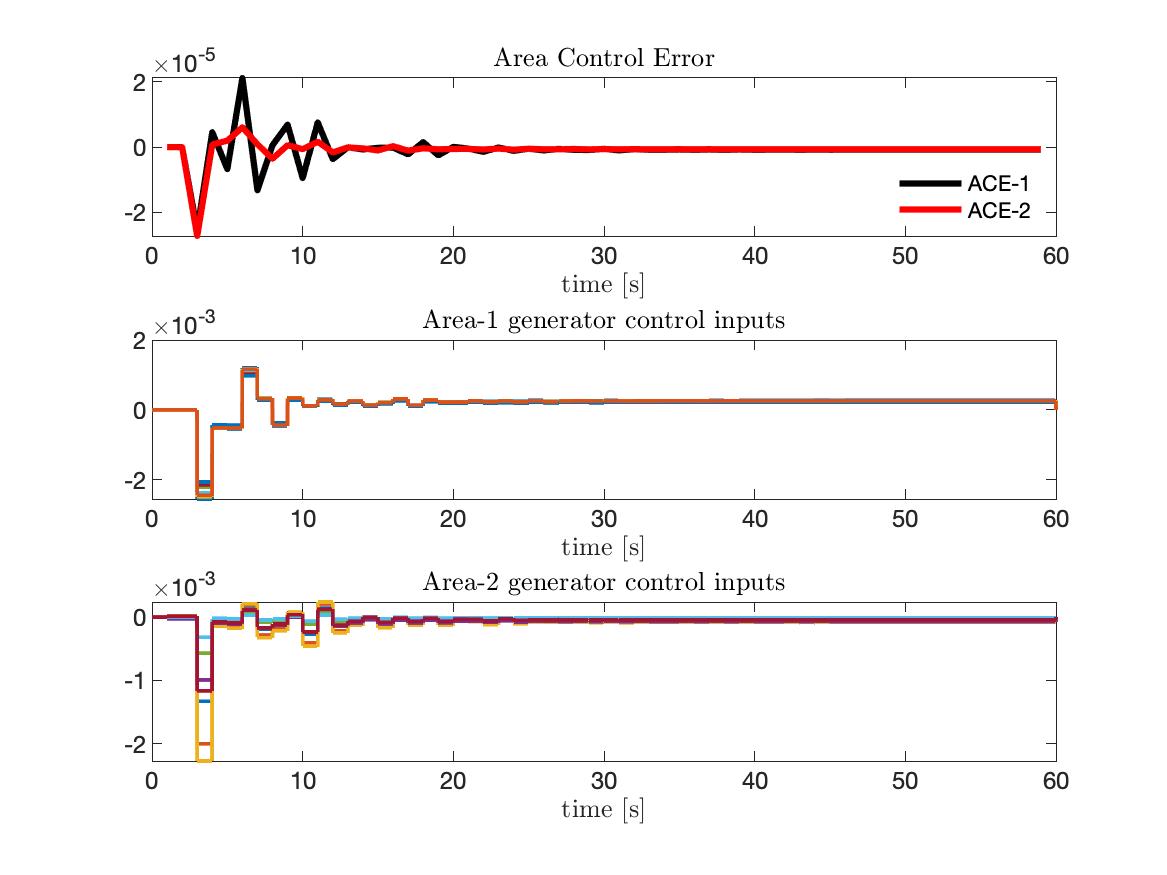 ×10-5
Area Control Error
2
0
-2
ACE-1
ACE-2
0 10 20 30 40 50 60
time [s]
×10-3
Area-1 generator control inputs
2
0
-2
0 10 20 30 40 50 60
time [s]
×10-3
Area-2 generator control inputs
0
-1
-2
0 10 20 30 40 50 60
time [s]